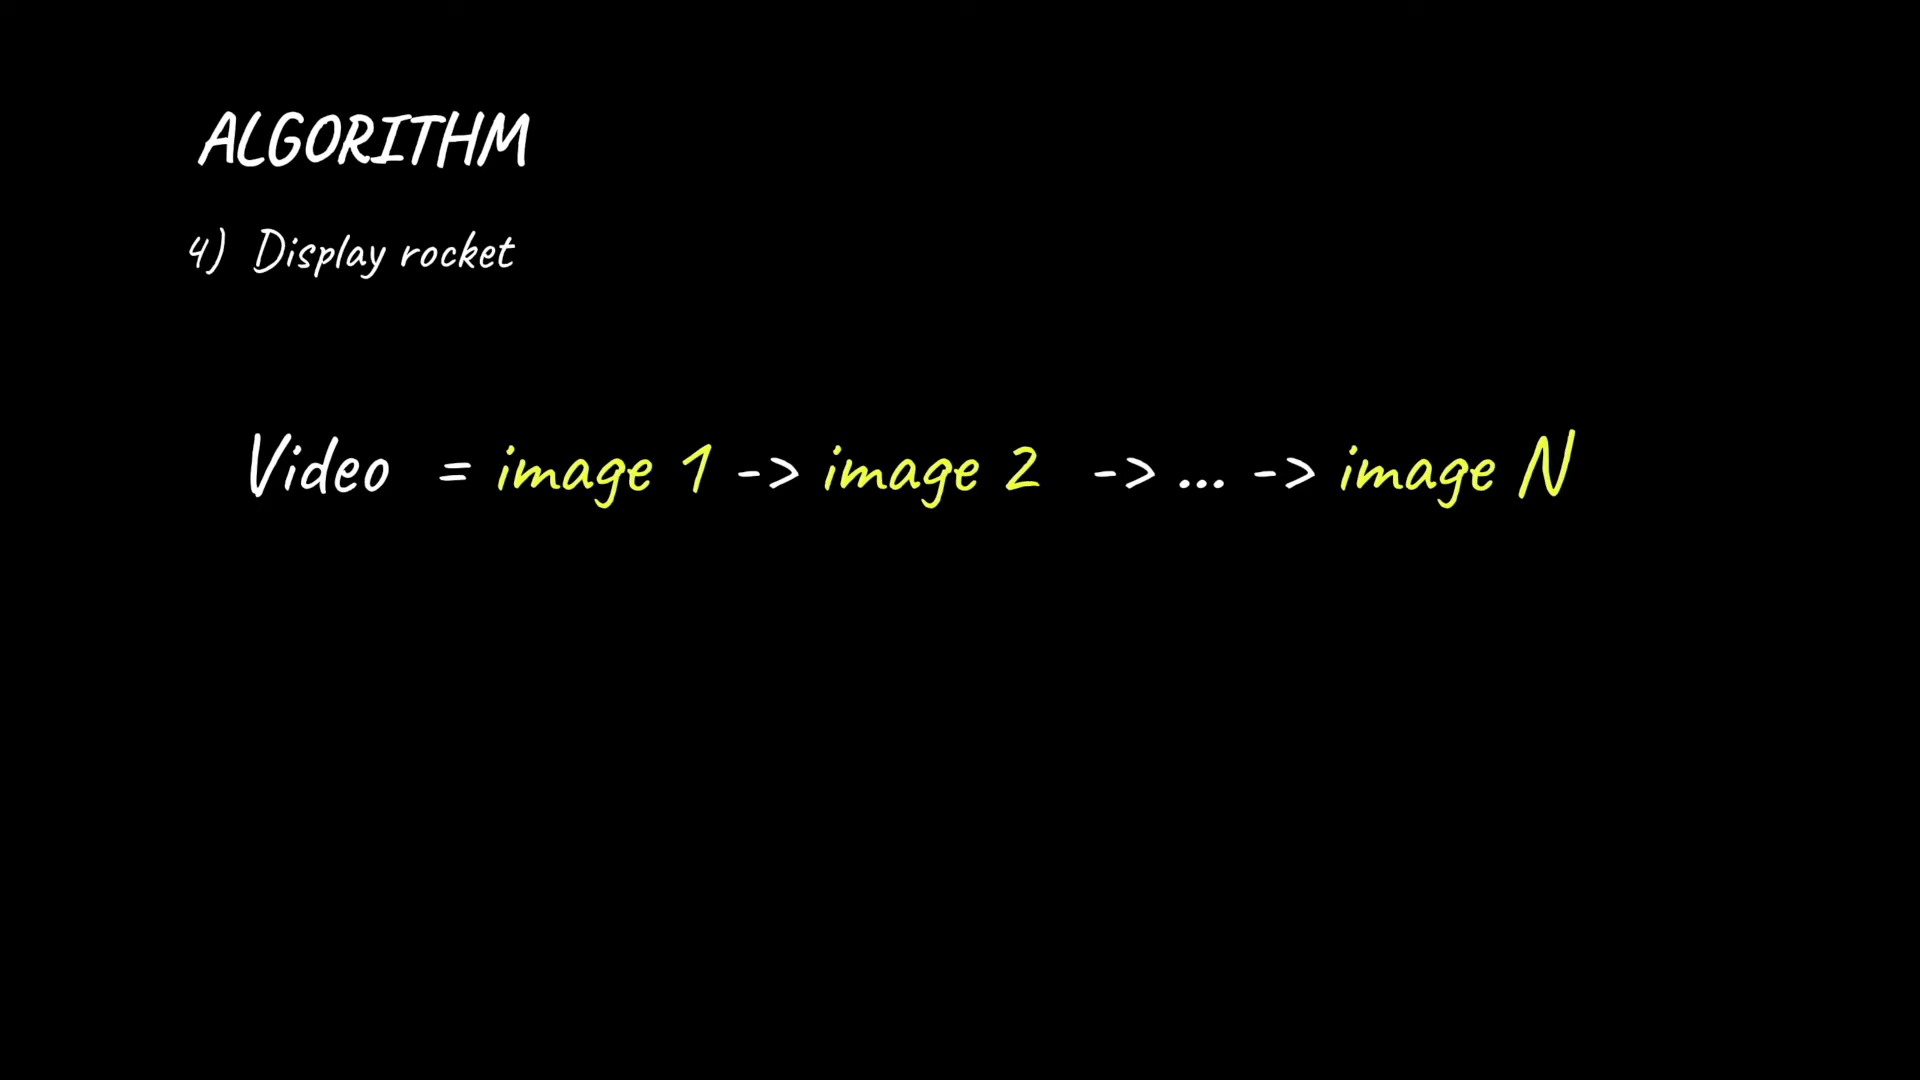 ALGORITHM
4) Display rocket
Video = image 1 -> image 2 -> ... -> image N